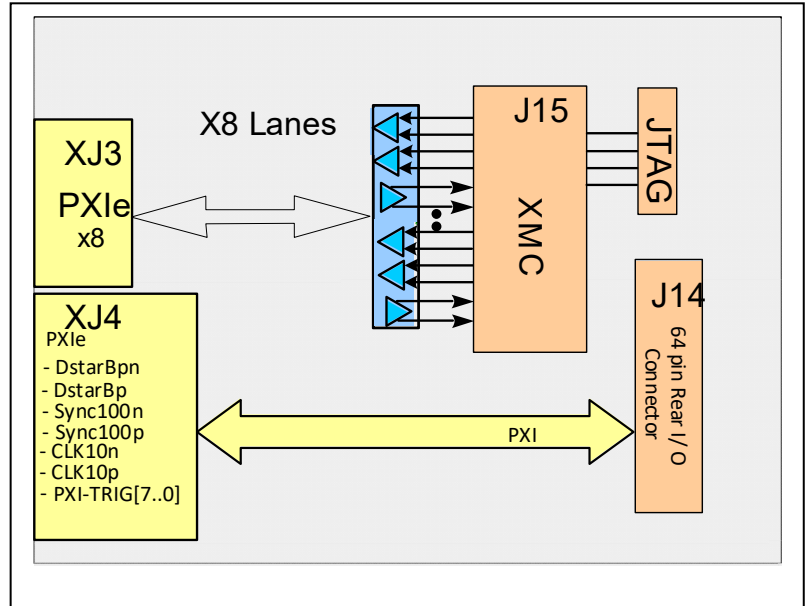 XJ3
PXIe
x8
X8 Lanes
J15
XMC
JTAG
XJ4
PXIe
- DstarBpn
- DstarBp
- Sync100n
- Sync100p
- CLK10n
- CLK10p
- PXI-TRIG[7..0]
PXI
J14
64 pin Rear I/O
Connector